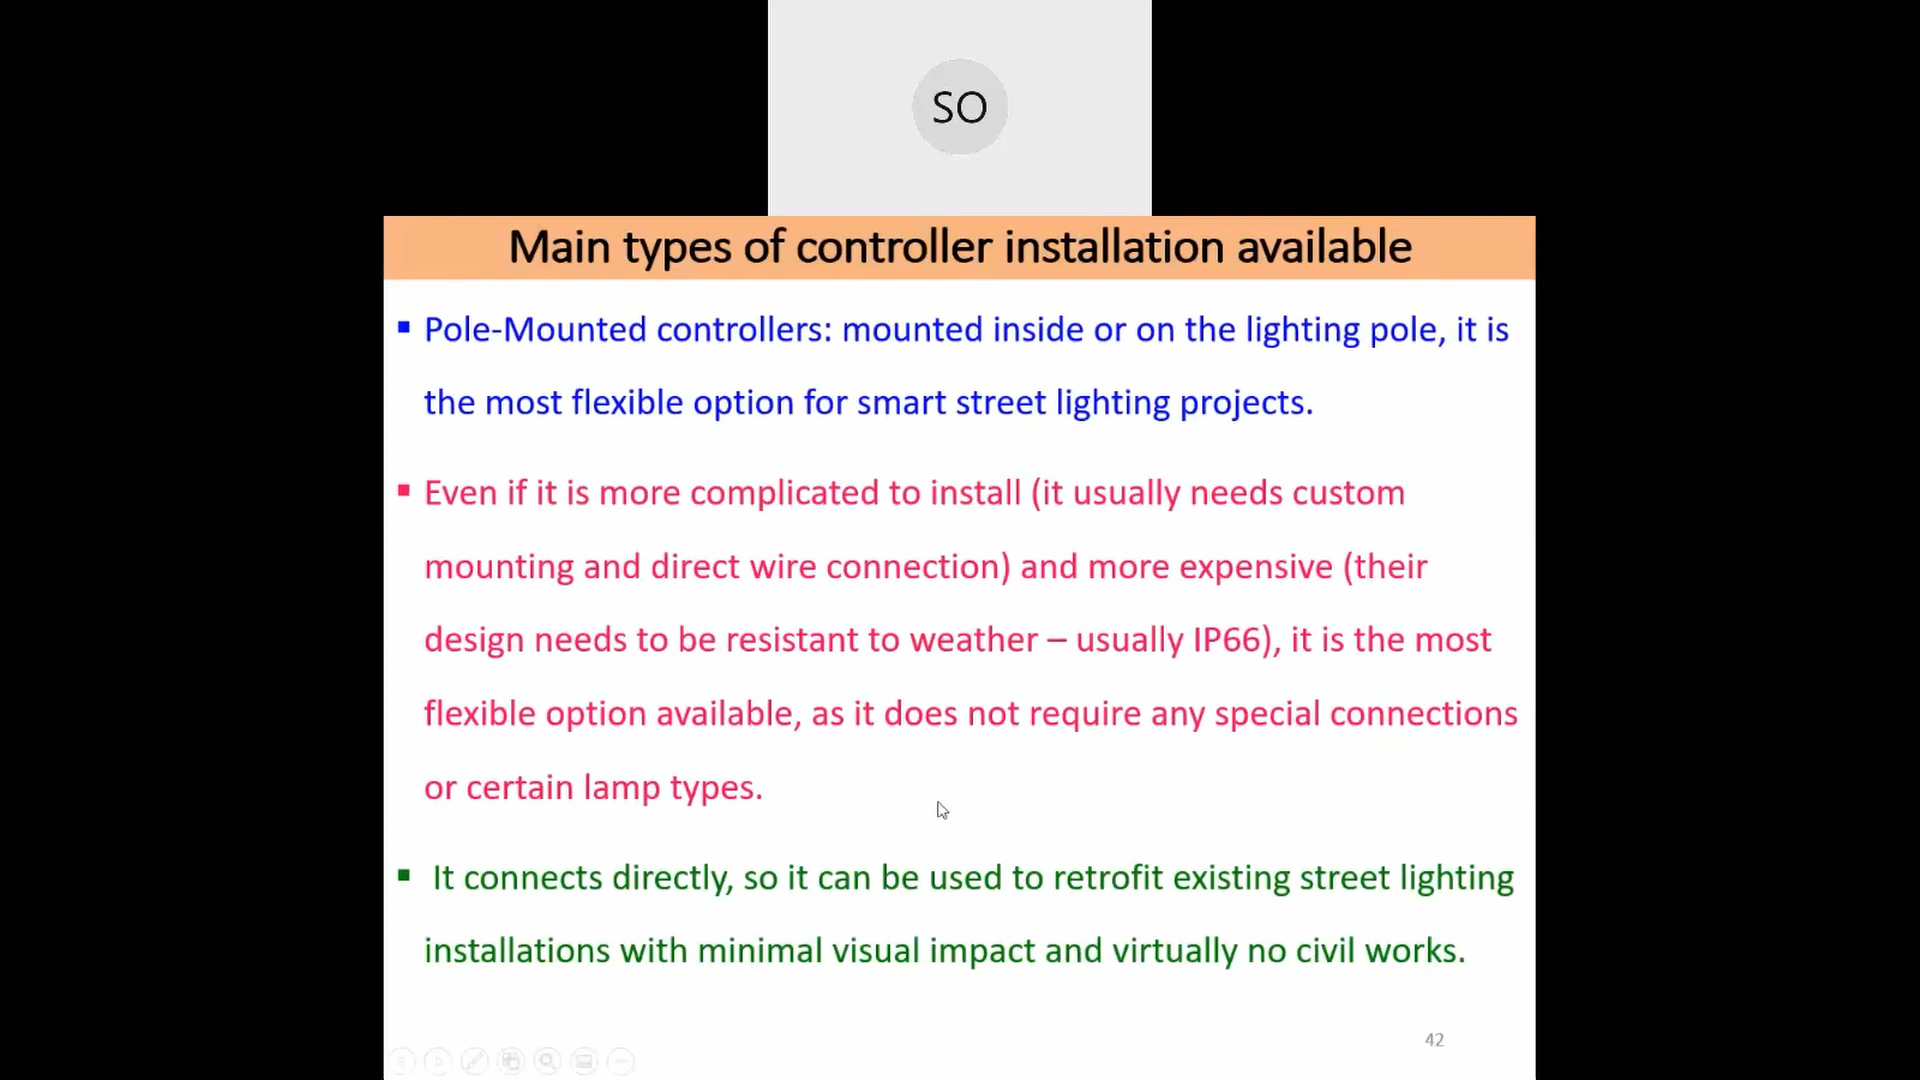 SO
Main types of controller installation available
▪ Pole-Mounted controllers: mounted inside or on the lighting pole, it is
the most flexible option for smart street lighting projects.
▪ Even if it is more complicated to install (it usually needs custom
mounting and direct wire connection) and more expensive (their
design needs to be resistant to weather – usually IP66), it is the most
flexible option available, as it does not require any special connections
or certain lamp types.
▪ It connects directly, so it can be used to retrofit existing street lighting
installations with minimal visual impact and virtually no civil works.
42